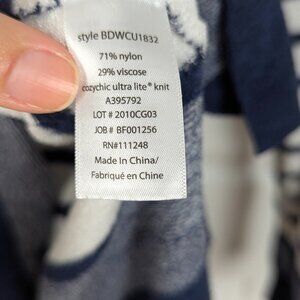 style BDWCU1832
71% nylon
29% viscose
cozychic ultra lite® knit
A395792
LOT # 2010CG03
JOB # BF001256
RN#111248
Made In China/
Fabriqué en Chine